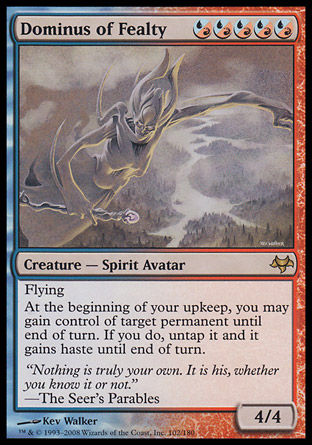 Dominus of Fealty
Creature — Spirit Avatar
Flying
At the beginning of your upkeep, you may
gain control of target permanent until
end of turn. If you do, untap it and it
gains haste until end of turn.
"Nothing is truly your own. It is his, whether
you know it or not."
—The Seer's Parables
Kev Walker
4/4
™ & © 1993–2008 Wizards of the Coast, Inc. 102/180